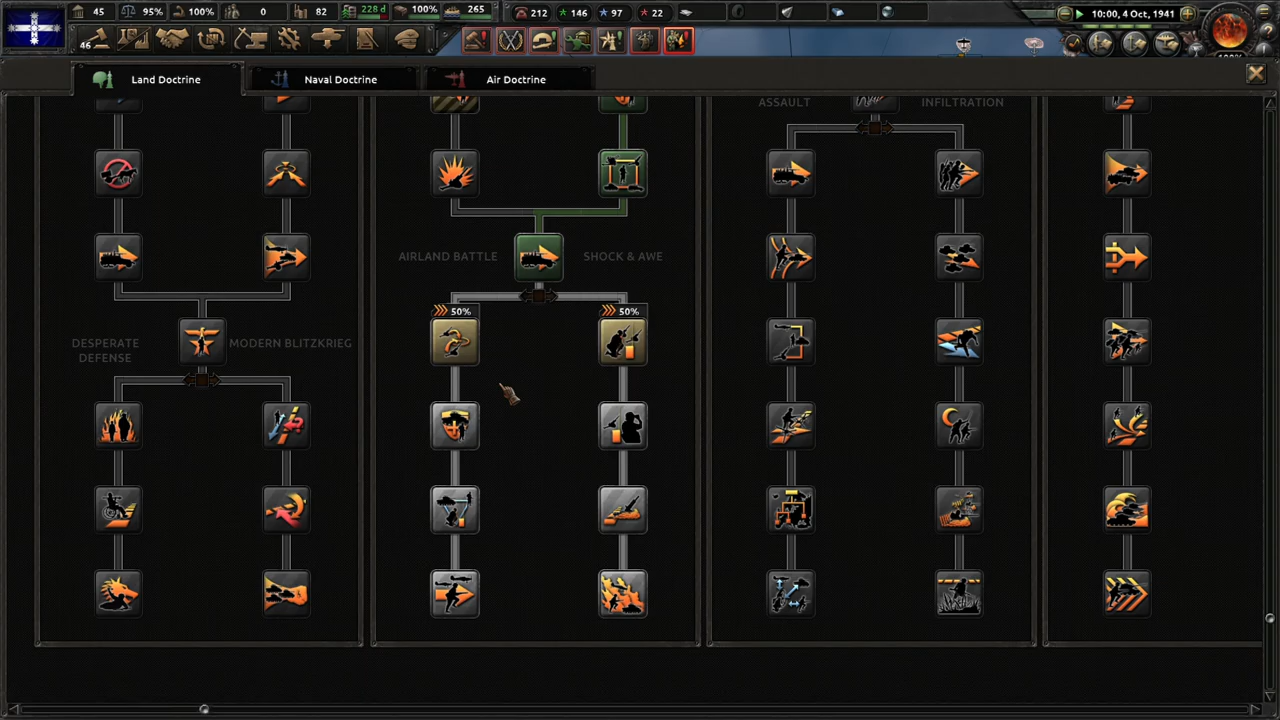 45 95% 100% 0 82 228 d 100% 265 212 146 97 22 10:00, 4 Oct, 1941
46
100%
Land Doctrine Naval Doctrine Air Doctrine
ASSAULT INFILTRATION
AIRLAND BATTLE SHOCK & AWE
50% 50%
DESPERATE DEFENSE MODERN BLITZKRIEG